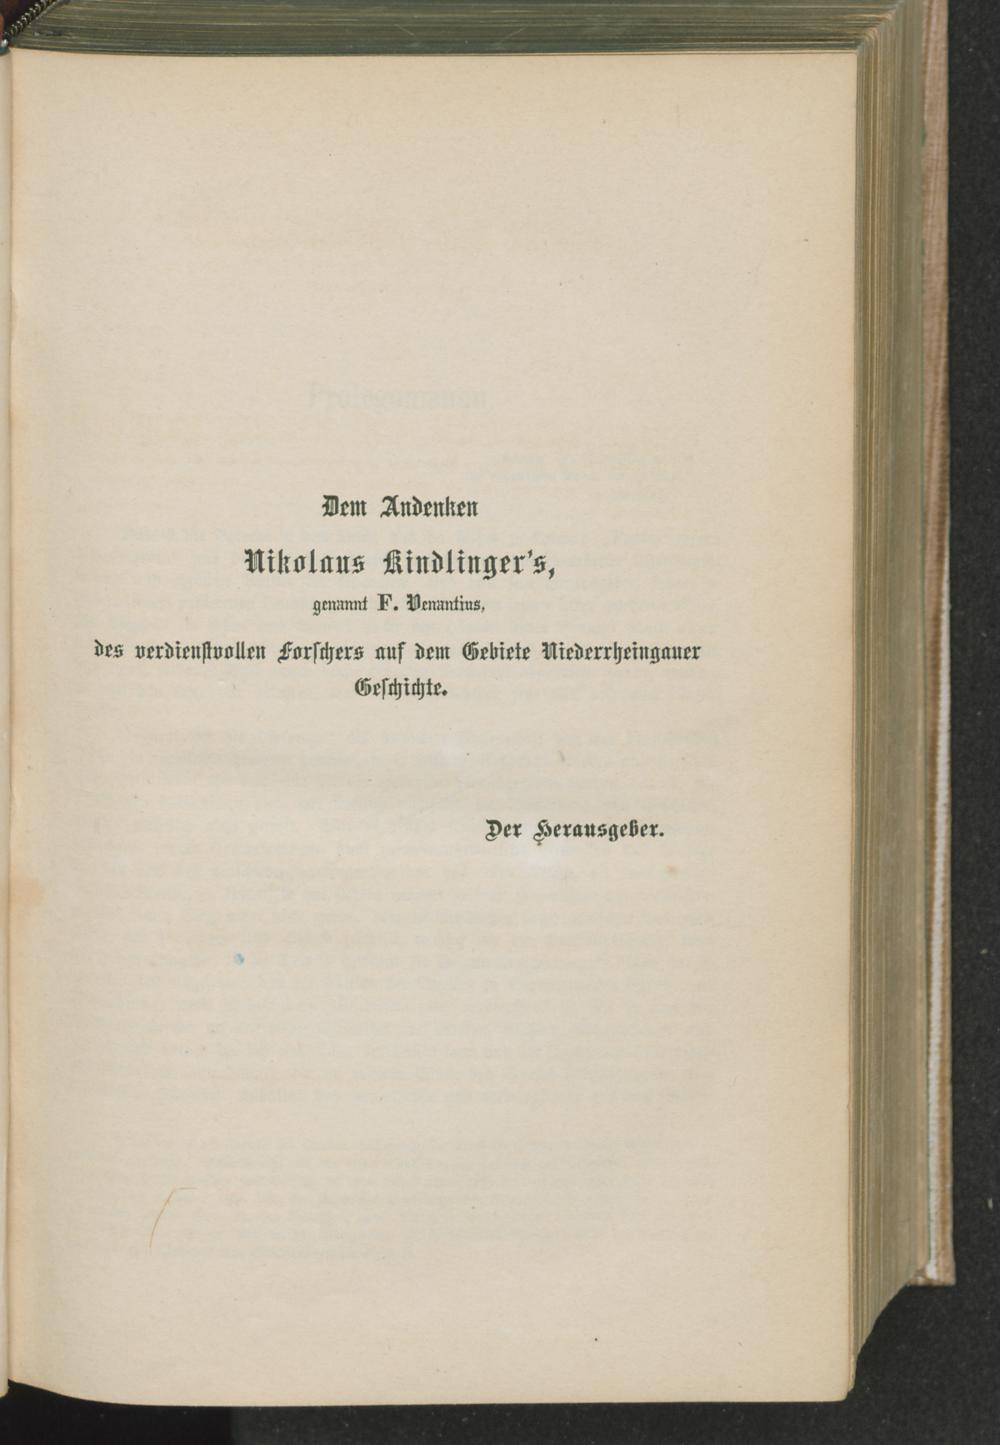 Dem Andenken
Nikolaus Kindlinger's,
genannt F. Venantius,
des verdienstvollen Forschers auf dem Gebiete Niederrheingauer
Geschichte.
Der Herausgeber.